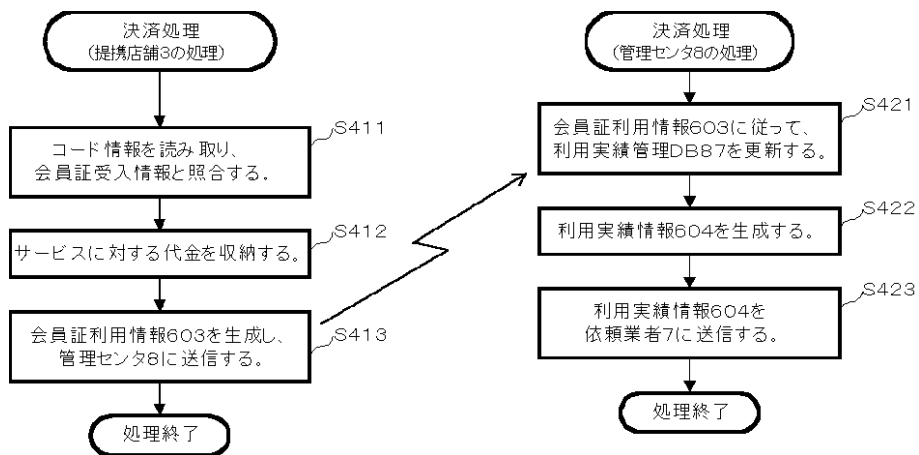 決済処理
(提携店舗3の処理)
S411
コード情報を読み取り、
会員証受入情報と照合する。
S412
サービスに対する代金を収納する。
S413
会員証利用情報603を生成し、
管理センタ8に送信する。
処理終了
決済処理
(管理センタ8の処理)
S421
会員証利用情報603に従って、
利用実績管理DB87を更新する。
S422
利用実績情報604を生成する。
S423
利用実績情報604を
依頼業者7に送信する。
処理終了